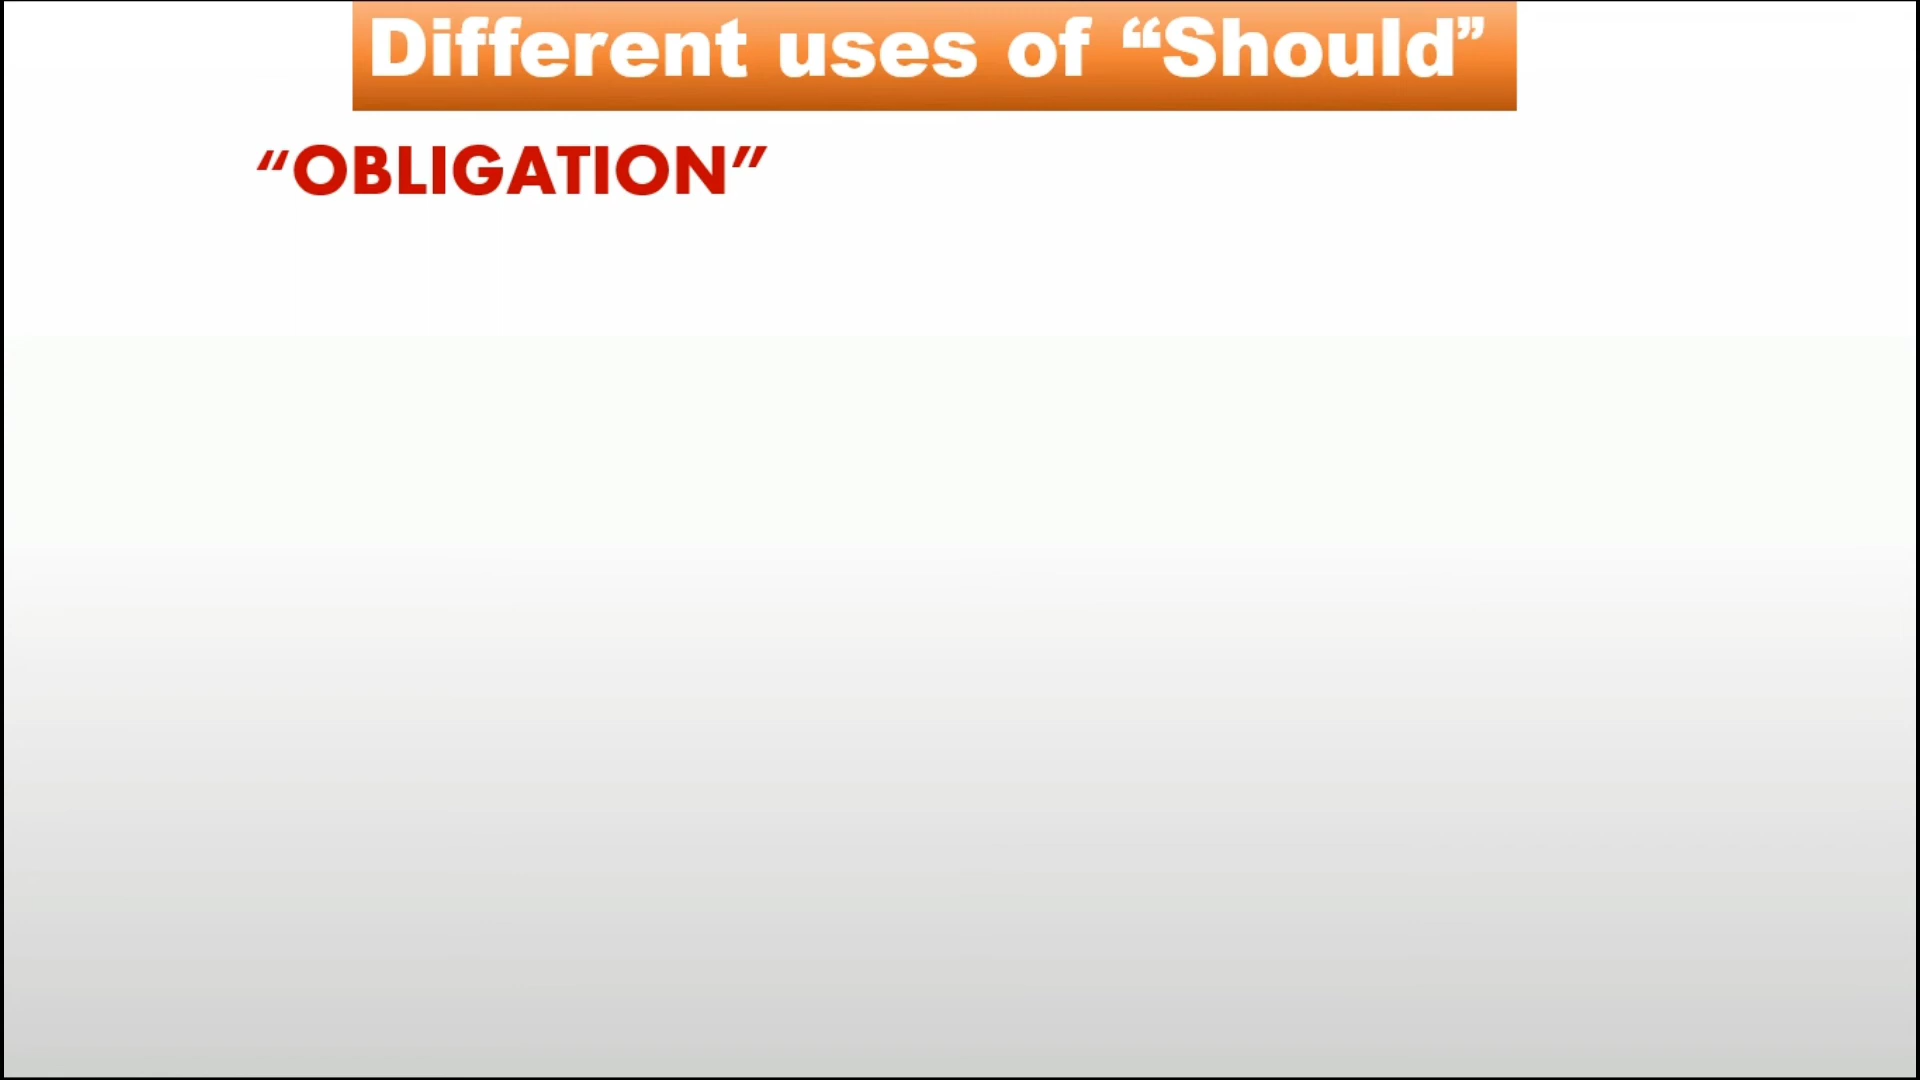 Different uses of “Should”
“OBLIGATION”